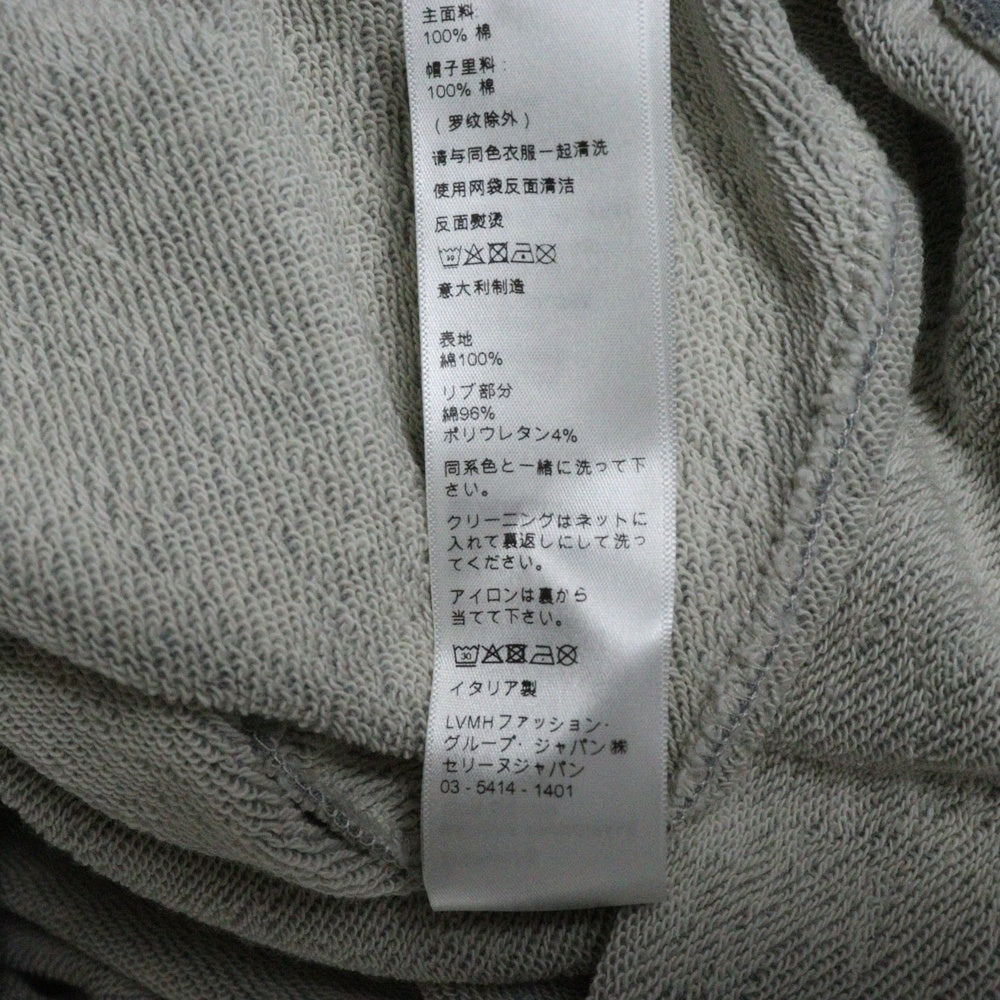 主面料:
100% 棉
帽子里料:
100% 棉
( 罗纹除外 )
请与同色衣服一起清洗
使用网袋反面清洁
反面熨烫
30
意大利制造
表地
綿100%
リブ部分
綿96%
ポリウレタン4%
同系色と一緒に洗って下
さい。
クリーニングはネットに
入れて裏返しにして洗っ
てください。
アイロンは裏から
当てて下さい。
30
イタリア製
LVMHファッション・
グループ・ジャパン㈱
セリーヌジャパン
03 - 5414 - 1401